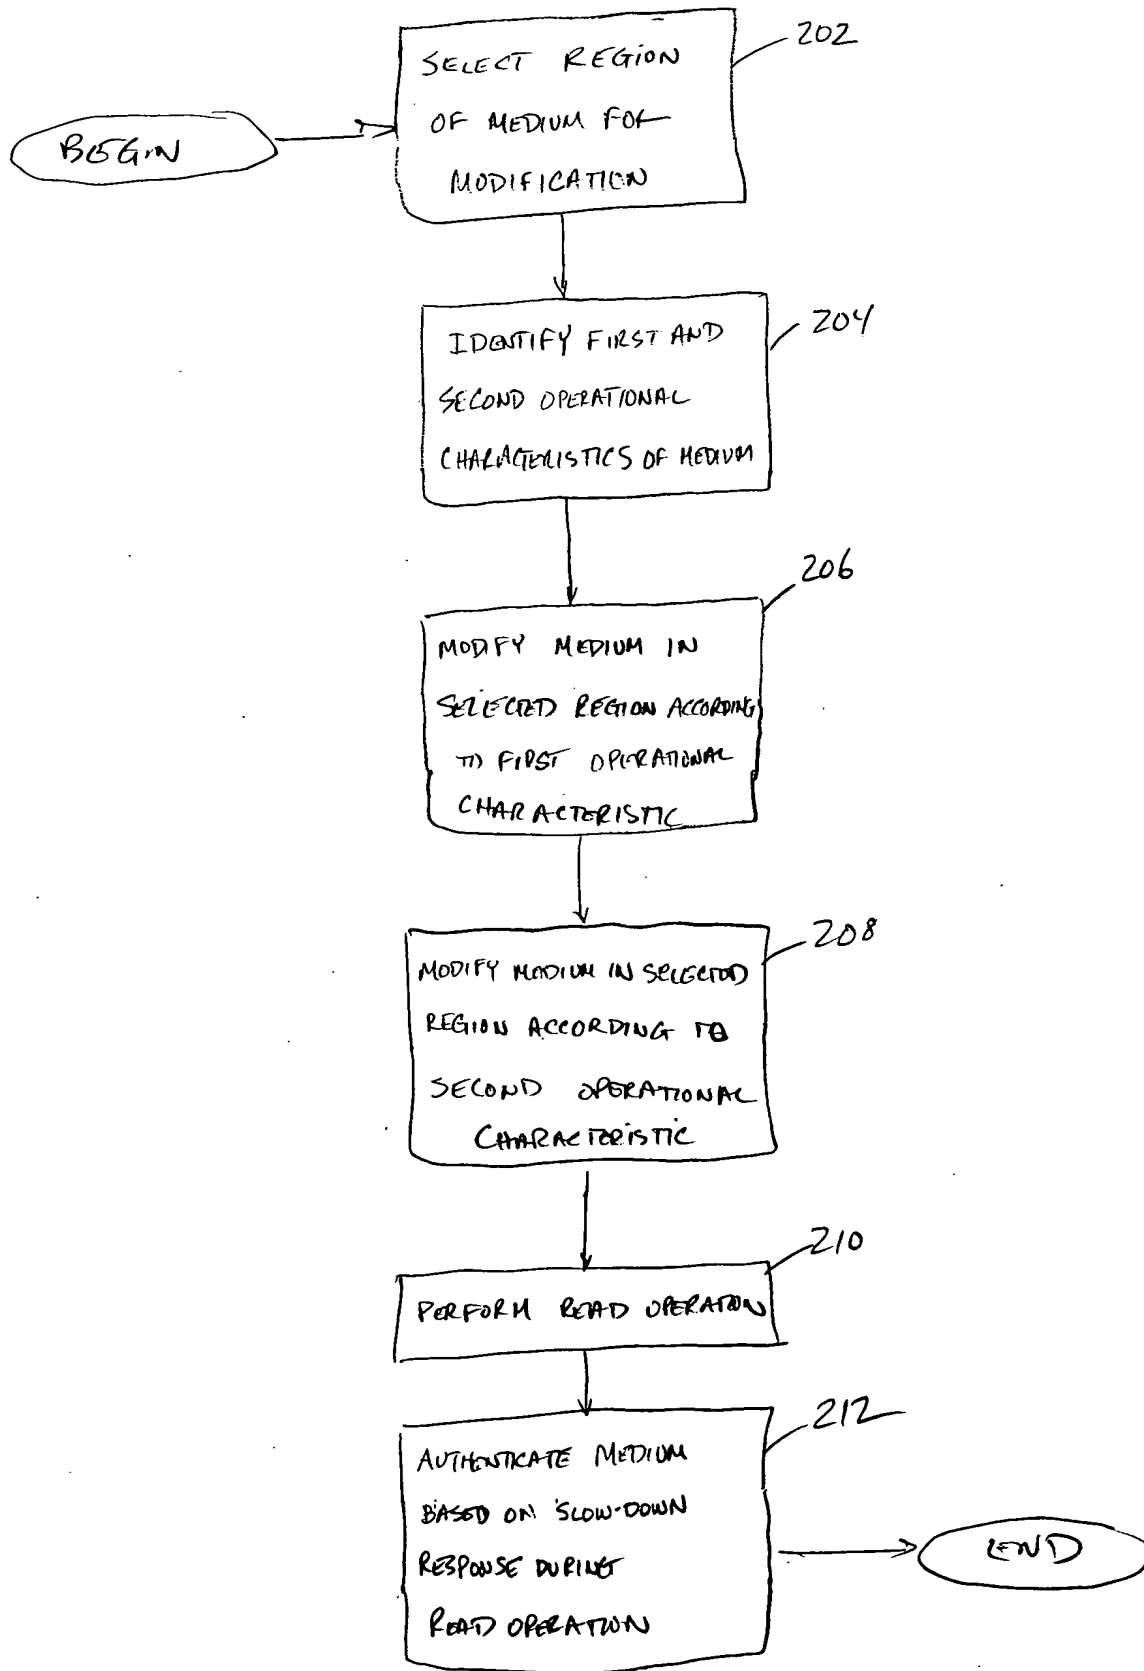 BEGIN
202
SELECT REGION
OF MEDIUM FOR
MODIFICATION
204
IDENTIFY FIRST AND
SECOND OPERATIONAL
CHARACTERISTICS OF MEDIUM
206
MODIFY MEDIUM IN
SELECTED REGION ACCORDING
TO FIRST OPERATIONAL
CHARACTERISTIC
208
MODIFY MEDIUM IN SELECTED
REGION ACCORDING TO
SECOND OPERATIONAL
CHARACTERISTIC
210
PERFORM READ OPERATION
212
AUTHENTICATE MEDIUM
BASED ON SLOW-DOWN
RESPONSE DURING
READ OPERATION
END